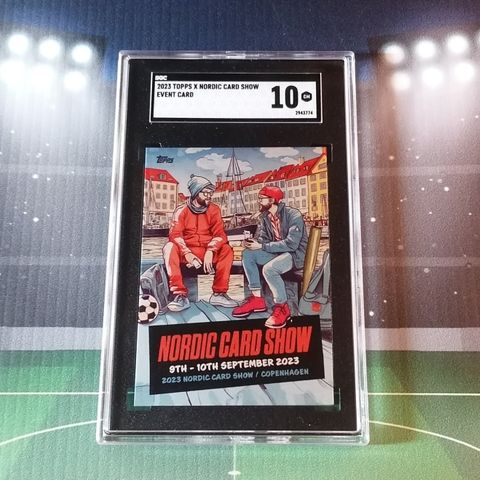 SGC
2023 TOPPS X NORDIC CARD SHOW
EVENT CARD
10 GM
2943774
Topps
NORDIC CARD SHOW
9TH - 10TH SEPTEMBER 2023
2023 NORDIC CARD SHOW / COPENHAGEN